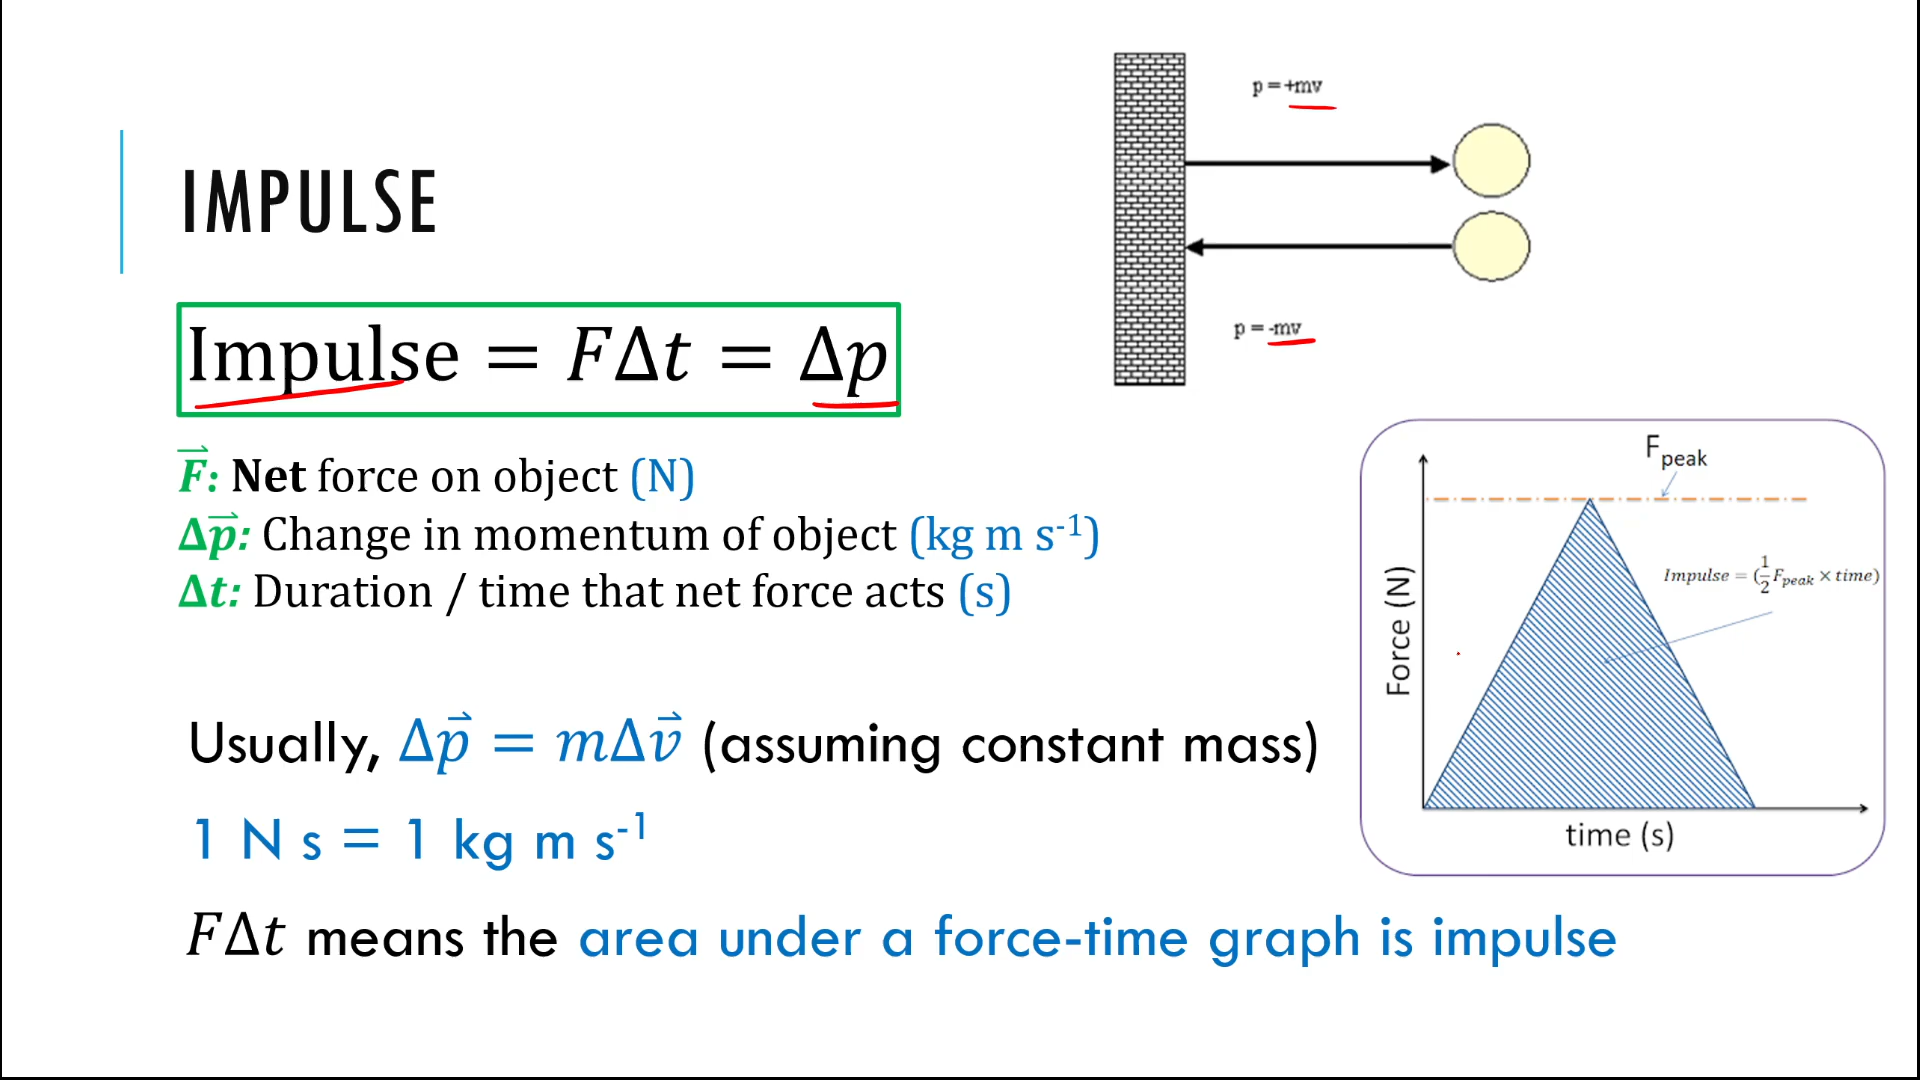 IMPULSE
Impulse = FΔt = Δp
F⃗: Net force on object (N)
Δp⃗: Change in momentum of object (kg m s⁻¹)
Δt: Duration / time that net force acts (s)
Usually, Δp⃗ = mΔv⃗ (assuming constant mass)
1 N s = 1 kg m s⁻¹
FΔt means the area under a force-time graph is impulse
p = +mv
p = -mv
F_peak
Impulse = (½ F_peak × time)
Force (N)
time (s)